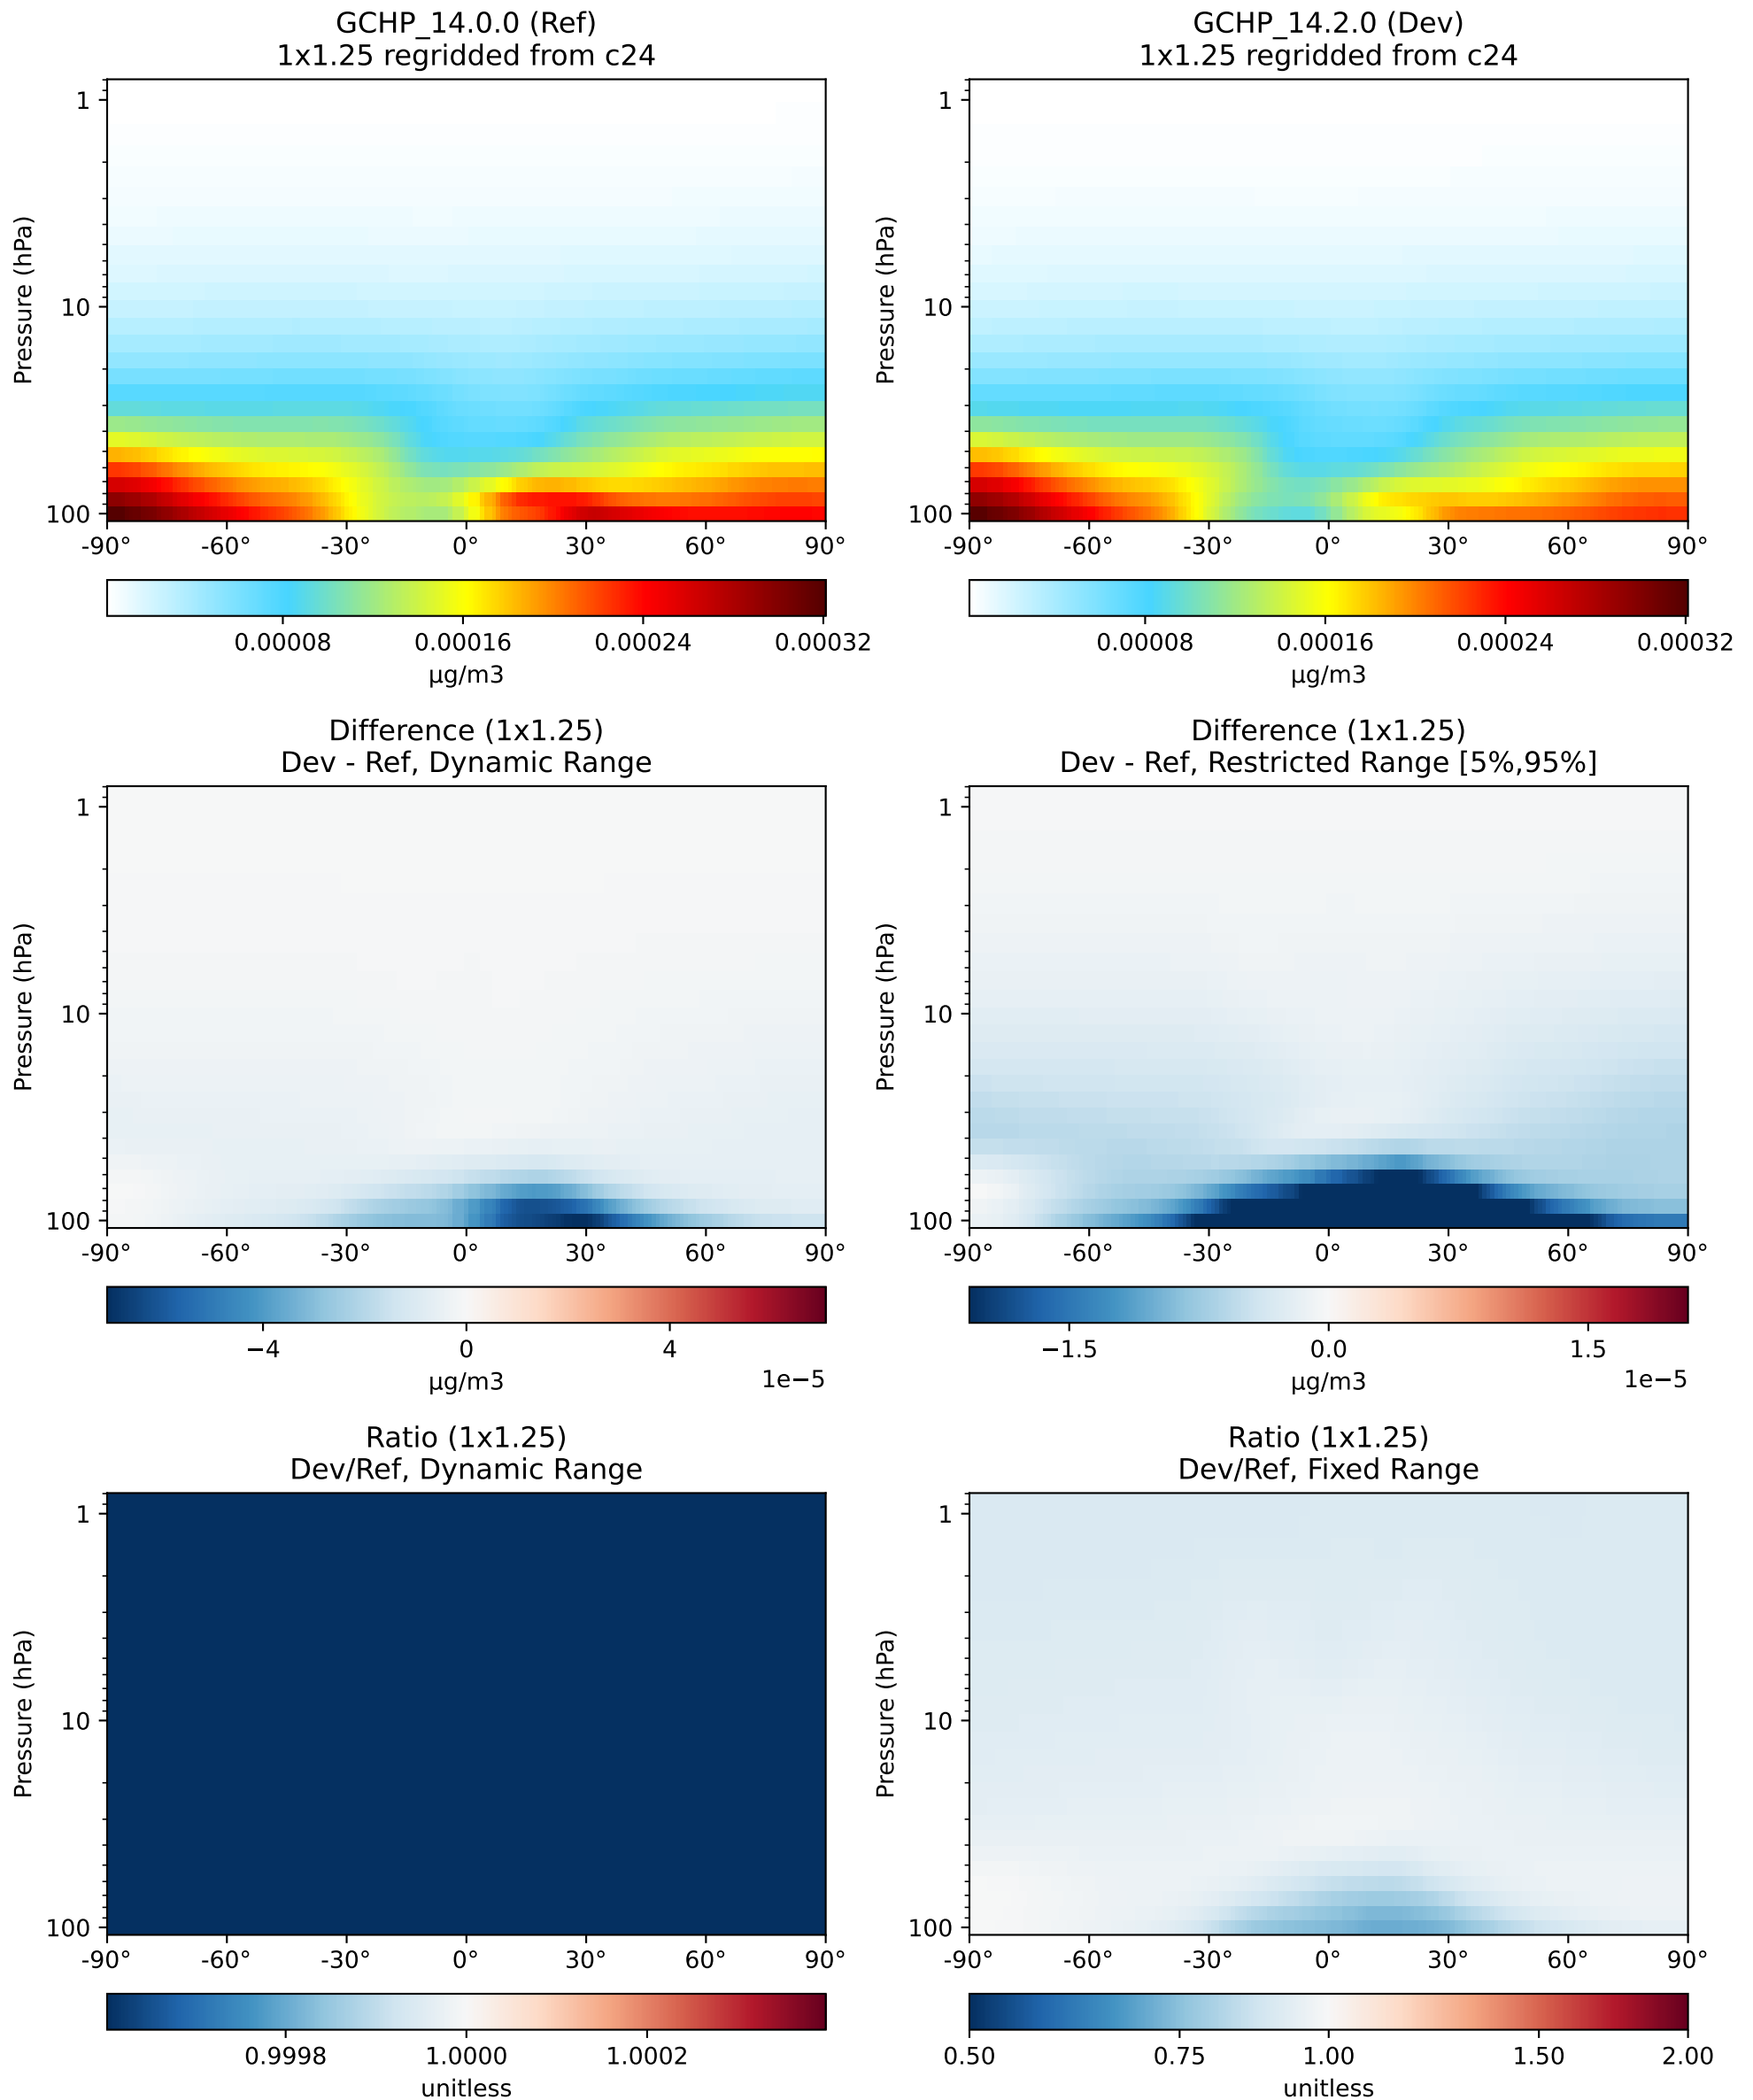 GCHP_14.0.0 (Ref)
1x1.25 regridded from c24
Pressure (hPa)
1
10
100
-90° -60° -30° 0° 30° 60° 90°
0.00008 0.00016 0.00024 0.00032
µg/m3
GCHP_14.2.0 (Dev)
1x1.25 regridded from c24
Pressure (hPa)
1
10
100
-90° -60° -30° 0° 30° 60° 90°
0.00008 0.00016 0.00024 0.00032
µg/m3
Difference (1x1.25)
Dev - Ref, Dynamic Range
Pressure (hPa)
1
10
100
-90° -60° -30° 0° 30° 60° 90°
−4 0 4
µg/m3 1e−5
Difference (1x1.25)
Dev - Ref, Restricted Range [5%,95%]
Pressure (hPa)
1
10
100
-90° -60° -30° 0° 30° 60° 90°
−1.5 0.0 1.5
µg/m3 1e−5
Ratio (1x1.25)
Dev/Ref, Dynamic Range
Pressure (hPa)
1
10
100
-90° -60° -30° 0° 30° 60° 90°
0.9998 1.0000 1.0002
unitless
Ratio (1x1.25)
Dev/Ref, Fixed Range
Pressure (hPa)
1
10
100
-90° -60° -30° 0° 30° 60° 90°
0.50 0.75 1.00 1.50 2.00
unitless